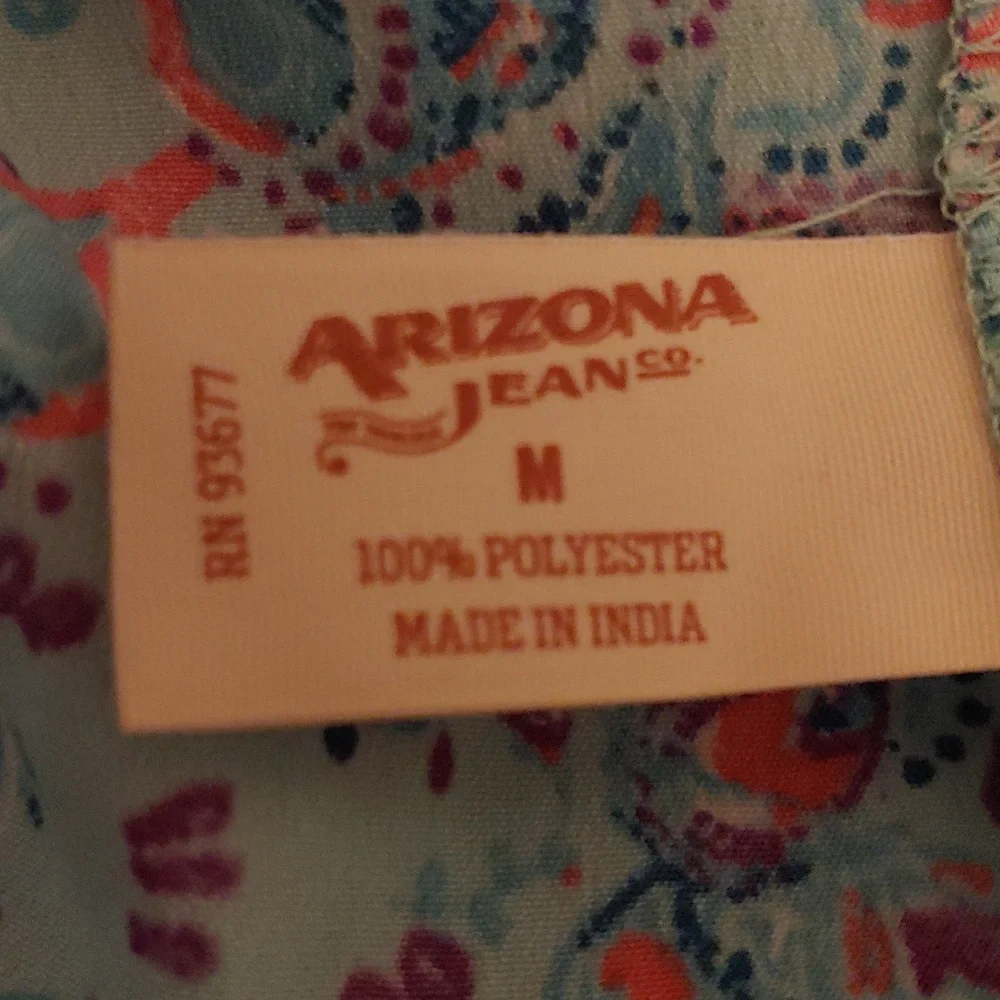 ARIZONA
JEAN CO.
M
100% POLYESTER
MADE IN INDIA
RN 93677